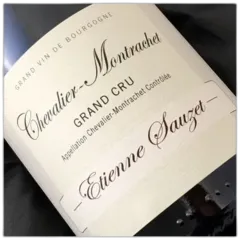 GRAND VIN DE BOURGOGNE
Chevalier-Montrachet
GRAND CRU
Appellation Chevalier-Montrachet Contrôlée
Etienne Sauzet